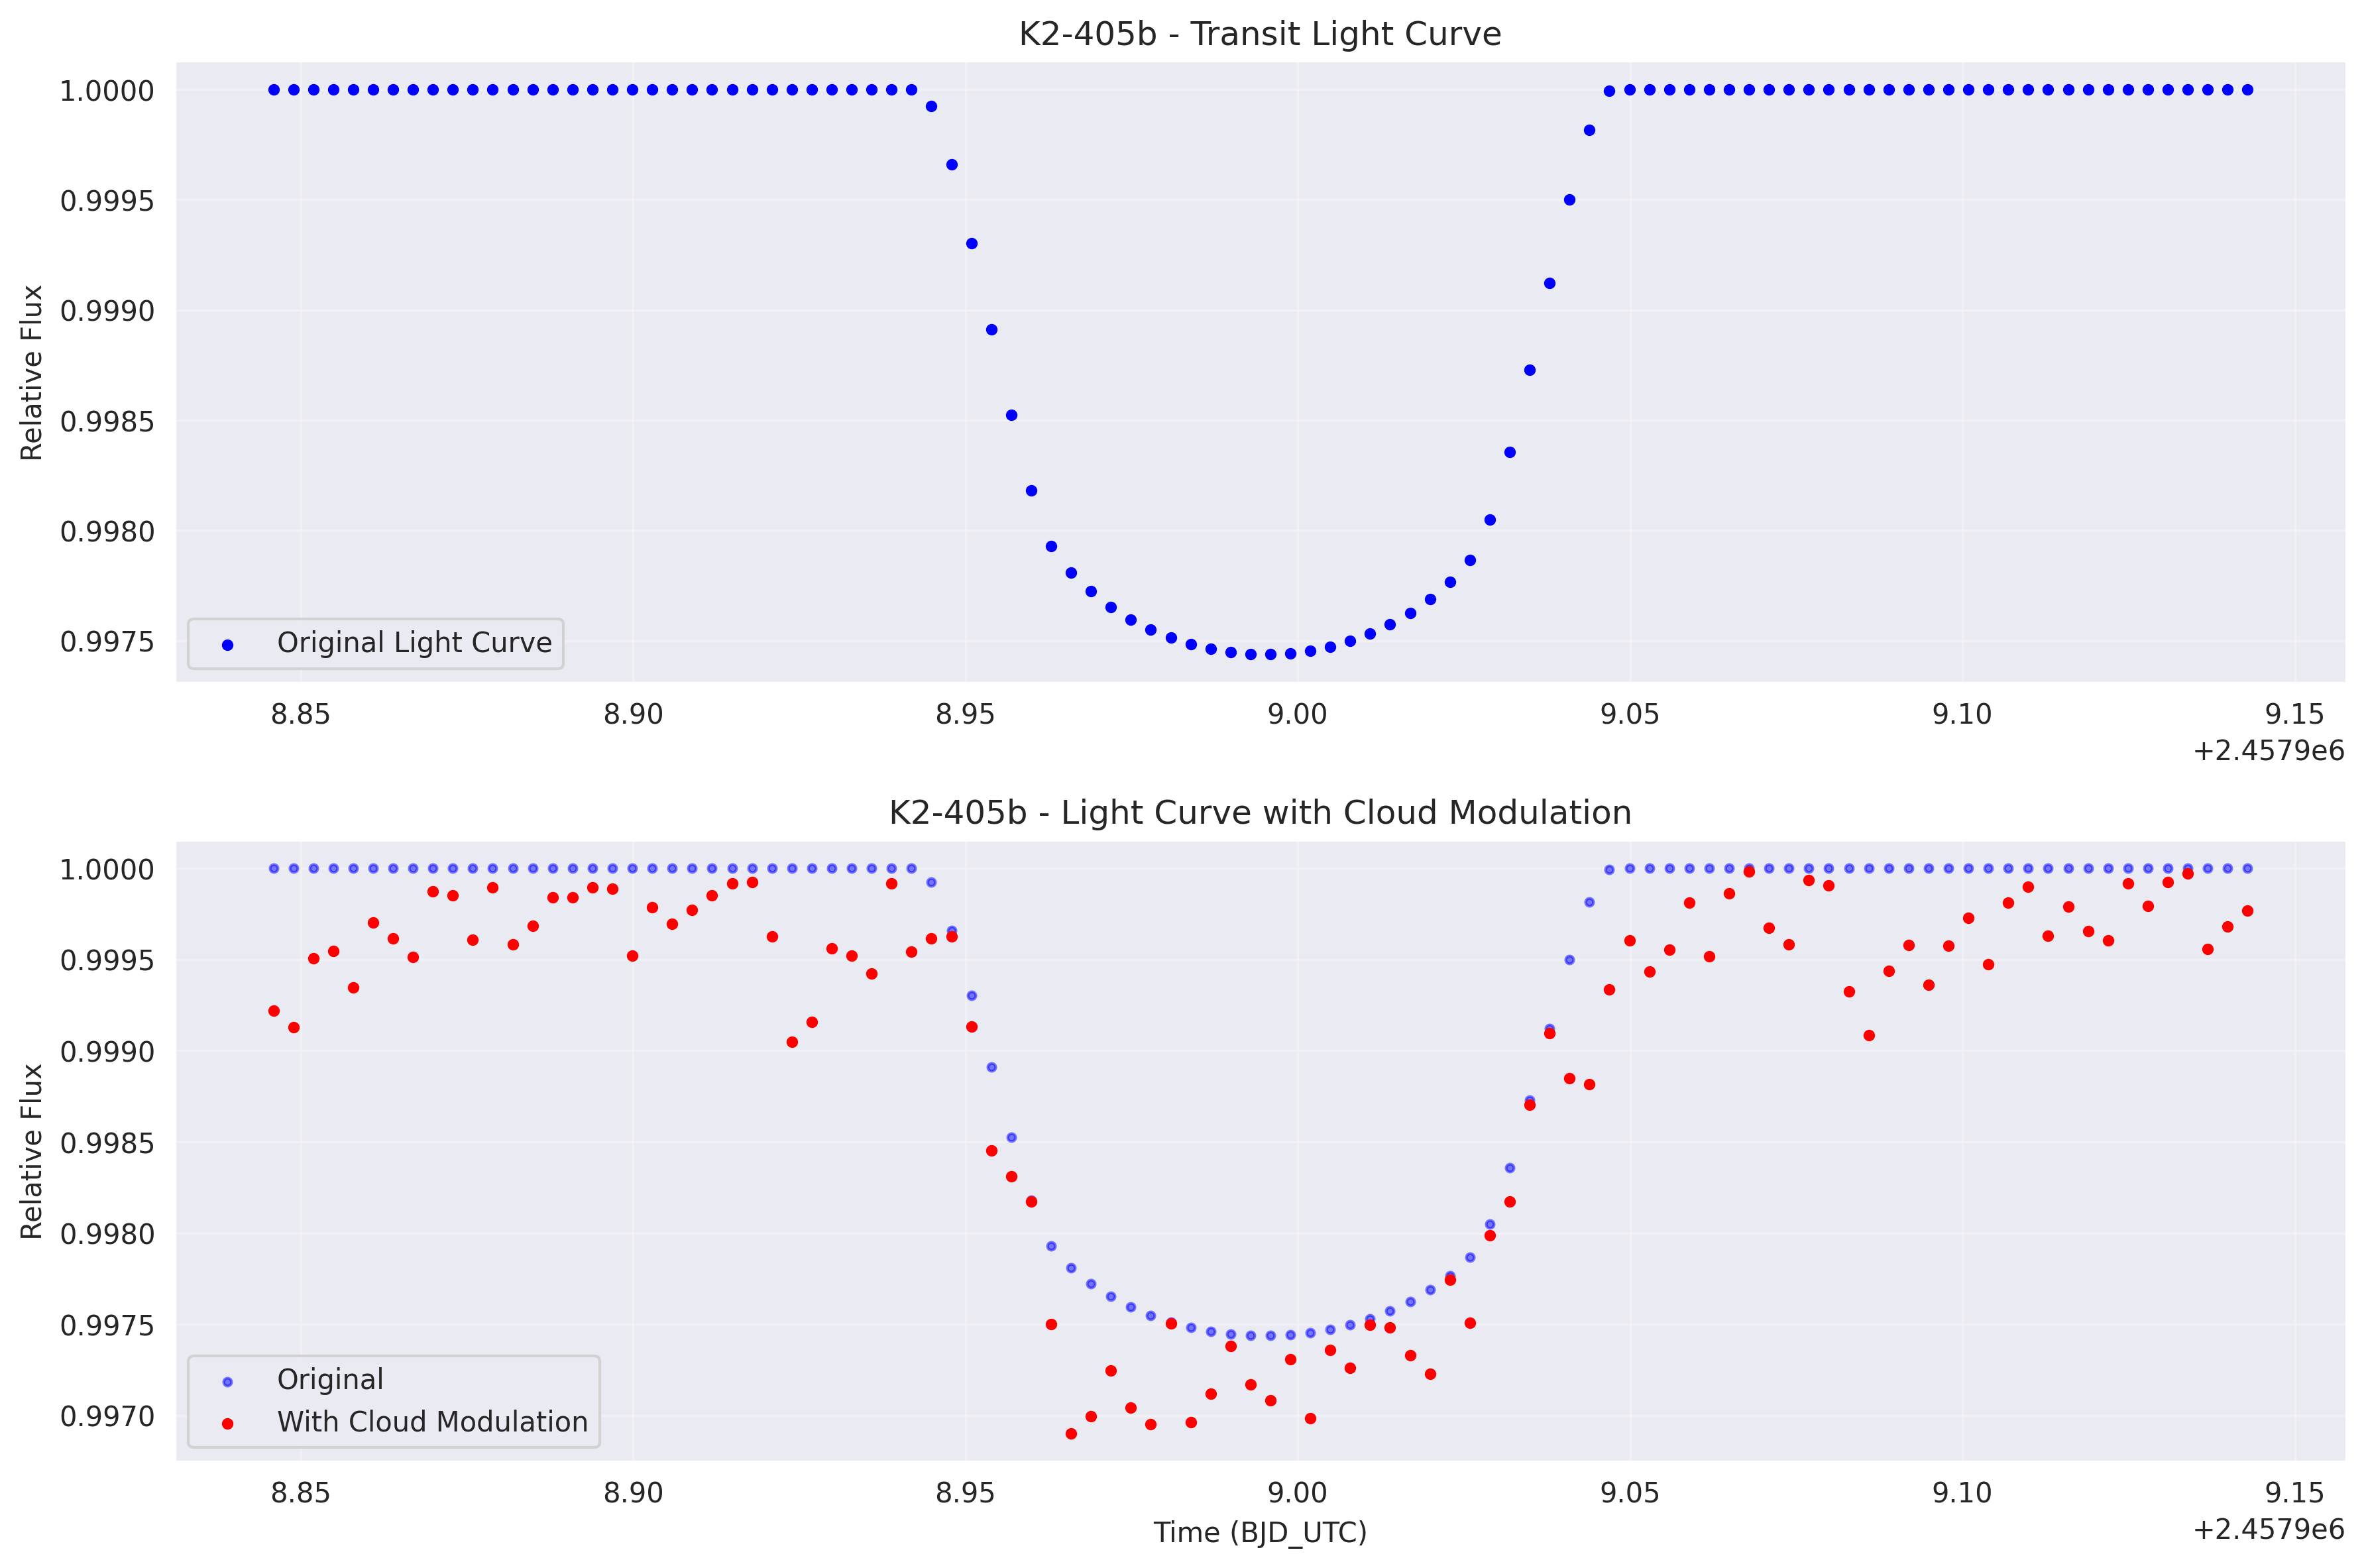 K2-405b - Transit Light Curve
Relative Flux
1.0000
0.9995
0.9990
0.9985
0.9980
0.9975
Original Light Curve
8.85 8.90 8.95 9.00 9.05 9.10 9.15
+2.4579e6
K2-405b - Light Curve with Cloud Modulation
Relative Flux
1.0000
0.9995
0.9990
0.9985
0.9980
0.9975
0.9970
Original
With Cloud Modulation
8.85 8.90 8.95 9.00 9.05 9.10 9.15
Time (BJD_UTC)
+2.4579e6